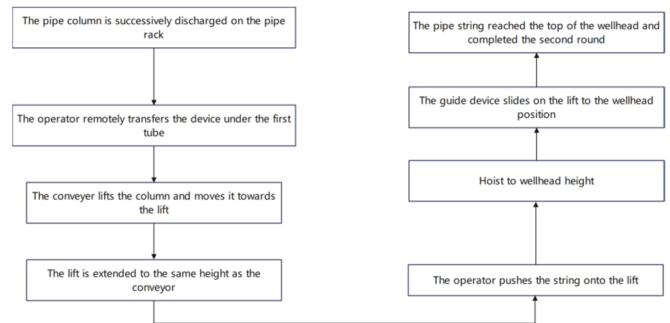 The pipe column is successively discharged on the pipe
rack
The operator remotely transfers the device under the first
tube
The conveyer lifts the column and moves it towards
the lift
The lift is extended to the same height as the
conveyor
The operator pushes the string onto the lift
Hoist to wellhead height
The guide device slides on the lift to the wellhead
position
The pipe string reached the top of the wellhead and
completed the second round